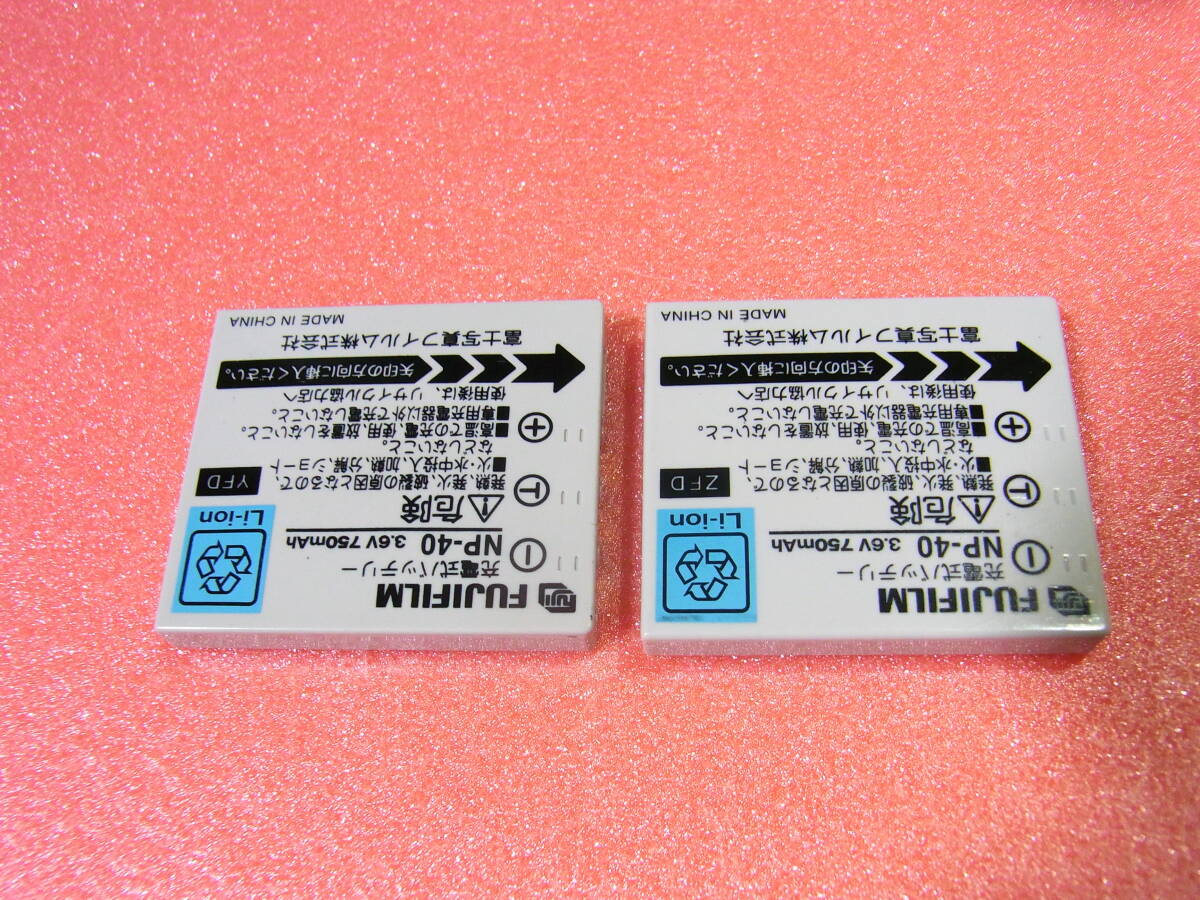 FUJIFILM
充電式バッテリー
NP-40 3.6V 750mAh
Li-ion
危険
発熱、発火、破裂の原因となるので、
YFD
■火・水中投入、加熱、分解、ショート
などしないこと。
■高温での充電、使用、放置をしないこと。
■専用充電器以外で充電しないこと。
使用後は、リサイクル協力店へ
矢印の方向に挿入ください。
富士写真フイルム株式会社
MADE IN CHINA
FUJIFILM
充電式バッテリー
NP-40 3.6V 750mAh
Li-ion
危険
発熱、発火、破裂の原因となるので、
ZFD
■火・水中投入、加熱、分解、ショート
などしないこと。
■高温での充電、使用、放置をしないこと。
■専用充電器以外で充電しないこと。
使用後は、リサイクル協力店へ
矢印の方向に挿入ください。
富士写真フイルム株式会社
MADE IN CHINA